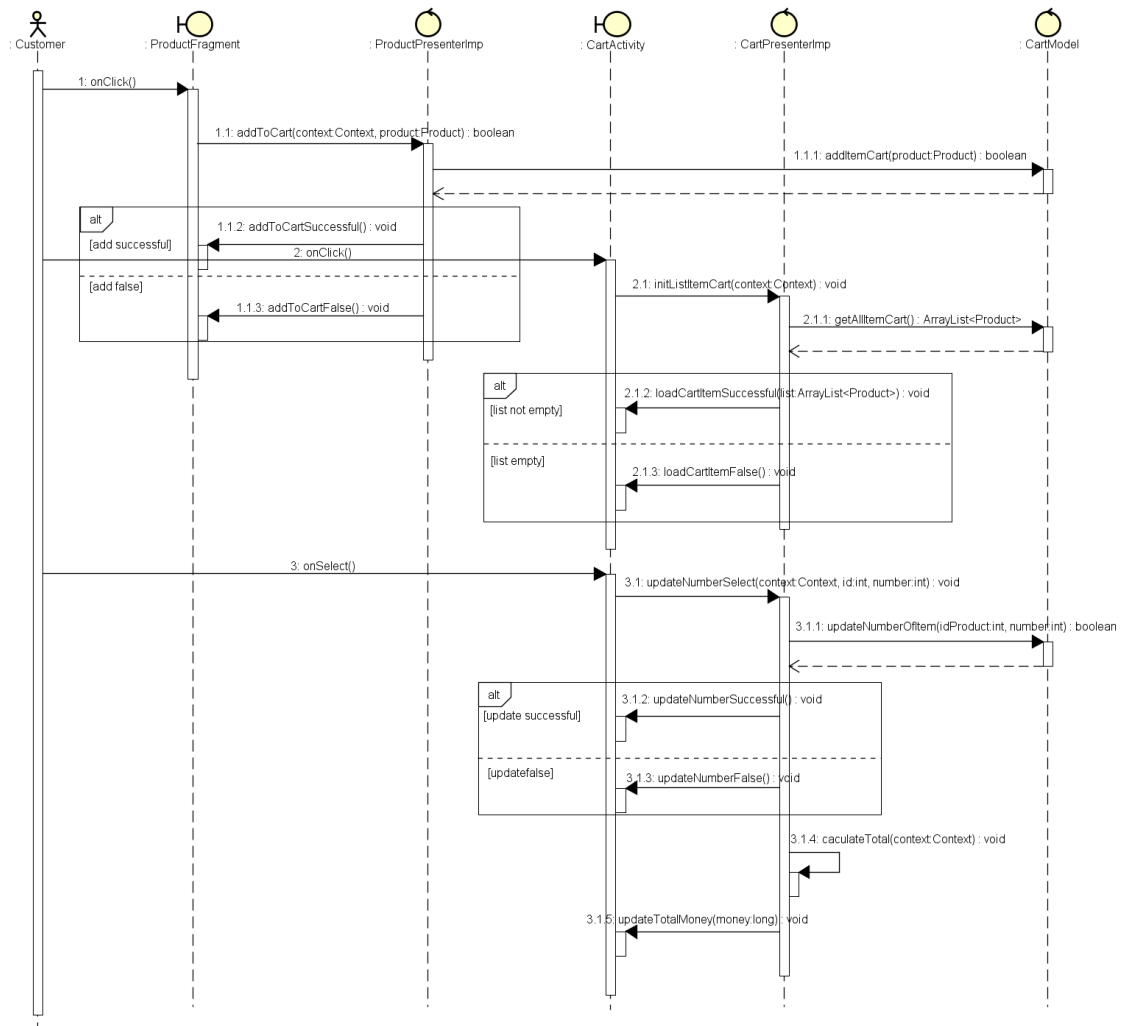 : Customer
: ProductFragment
: ProductPresenterImp
: CartActivity
: CartPresenterImp
: CartModel
1: onClick()
1.1: addToCart(context:Context, product:Product) : boolean
1.1.1: addItemCart(product:Product) : boolean
alt
1.1.2: addToCartSuccessful() : void
[add successful]
2: onClick()
[add false]
2.1: initListItemCart(context:Context) : void
1.1.3: addToCartFalse() : void
2.1.1: getAllItemCart() : ArrayList<Product>
alt
2.1.2: loadCartItemSuccessful(list:ArrayList<Product>) : void
[list not empty]
[list empty]
2.1.3: loadCartItemFalse() : void
3: onSelect()
3.1: updateNumberSelect(context:Context, id:int, number:int) : void
3.1.1: updateNumberOfItem(idProduct:int, number:int) : boolean
alt
3.1.2: updateNumberSuccessful() : void
[update successful]
[updatefalse]
3.1.3: updateNumberFalse() : void
3.1.4: caculateTotal(context:Context) : void
3.1.5: updateTotalMoney(money:long) : void